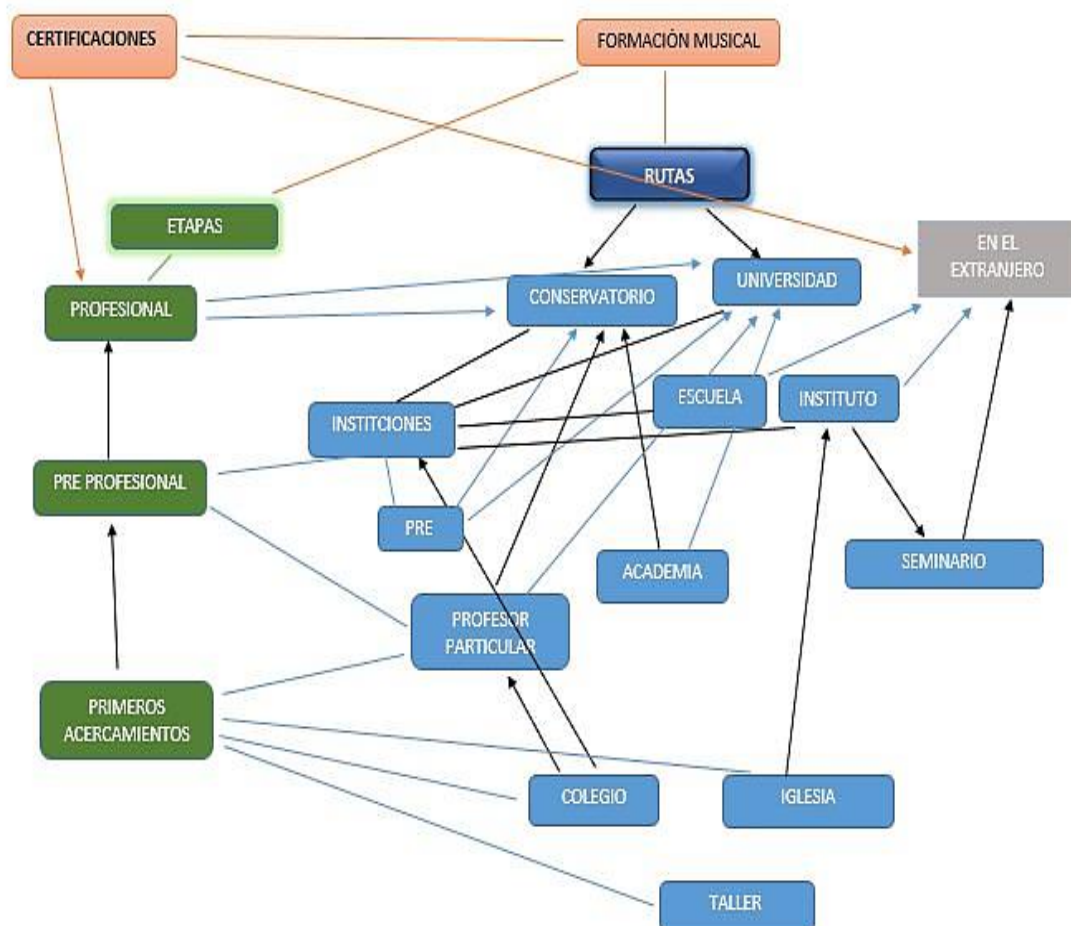 CERTIFICACIONES
FORMACIÓN MUSICAL
RUTAS
ETAPAS
EN EL
EXTRANJERO
UNIVERSIDAD
CONSERVATORIO
PROFESIONAL
ESCUELA
INSTITUTO
INSTITCIONES
PRE PROFESIONAL
PRE
ACADEMIA
SEMINARIO
PROFESOR
PARTICULAR
PRIMEROS
ACERCAMIENTOS
COLEGIO
IGLESIA
TALLER